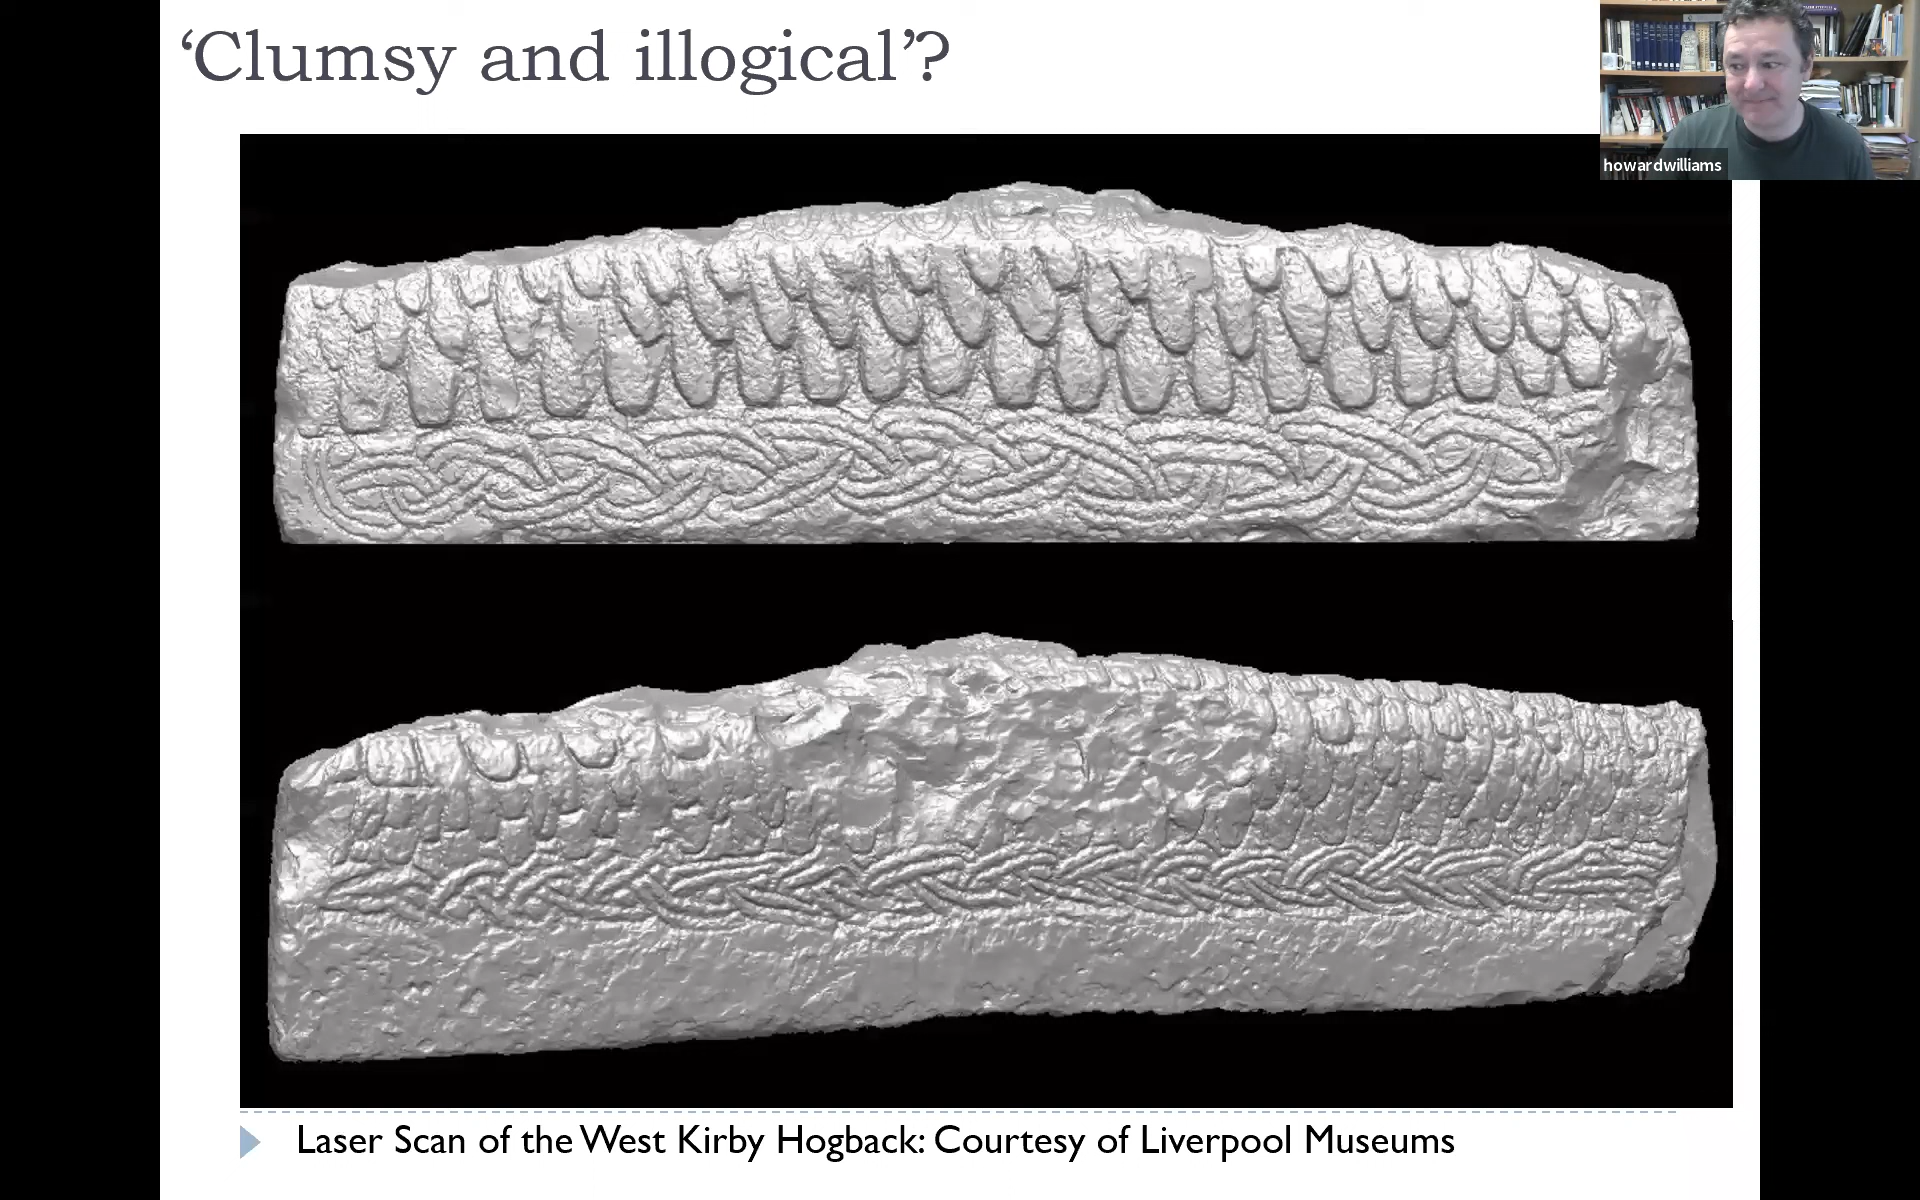 ‘Clumsy and illogical’?
howardwilliams
Laser Scan of the West Kirby Hogback: Courtesy of Liverpool Museums